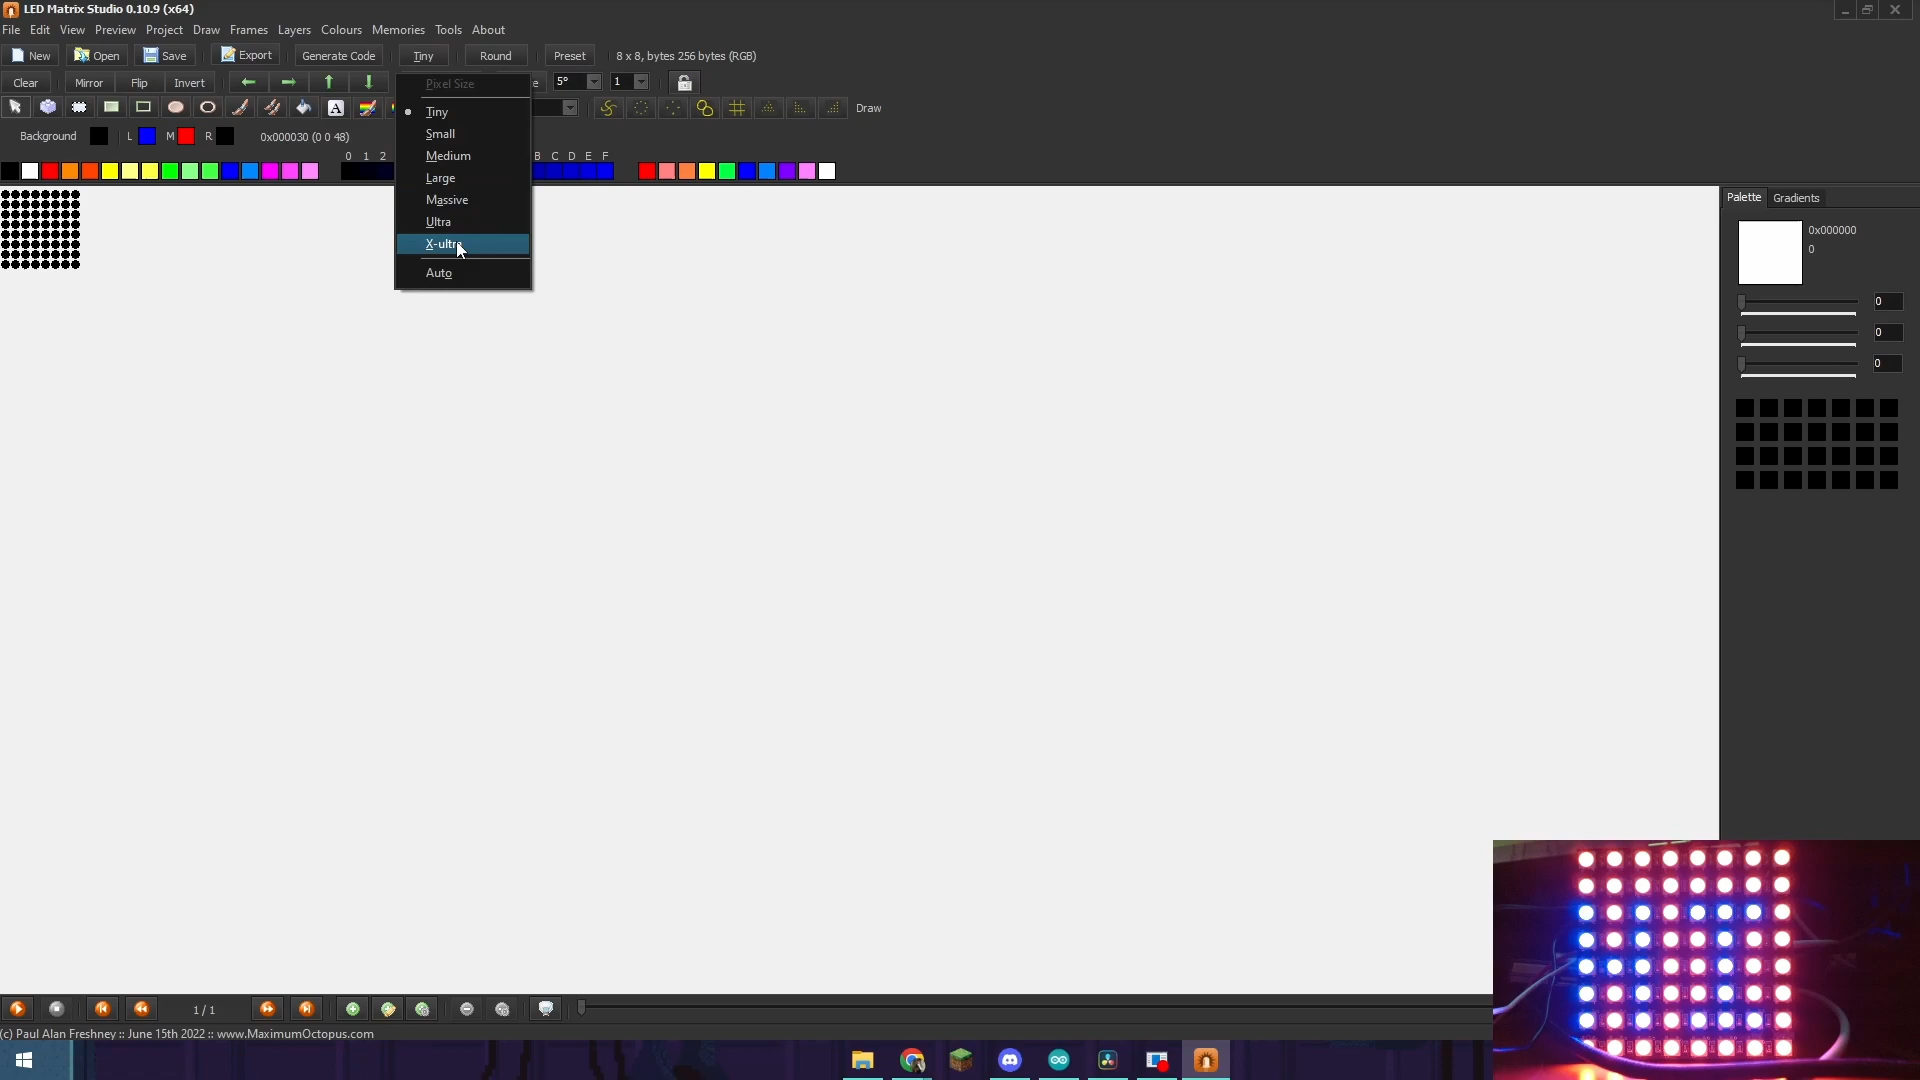 LED Matrix Studio 0.10.9 (x64)
File Edit View Preview Project Draw Frames Layers Colours Memories Tools About
New Open Save Export Generate Code Tiny Round Preset 8 x 8, bytes 256 bytes (RGB)
Clear Mirror Flip Invert 5° 1
A Draw
Background L M R 0x000030 (0 0 48)
0 1 2 B C D E F
Pixel Size
Tiny
Small
Medium
Large
Massive
Ultra
X-ultra
Auto
Palette Gradients
0x000000
0
0
0
0
1 / 1
(c) Paul Alan Freshney :: June 15th 2022 :: www.MaximumOctopus.com